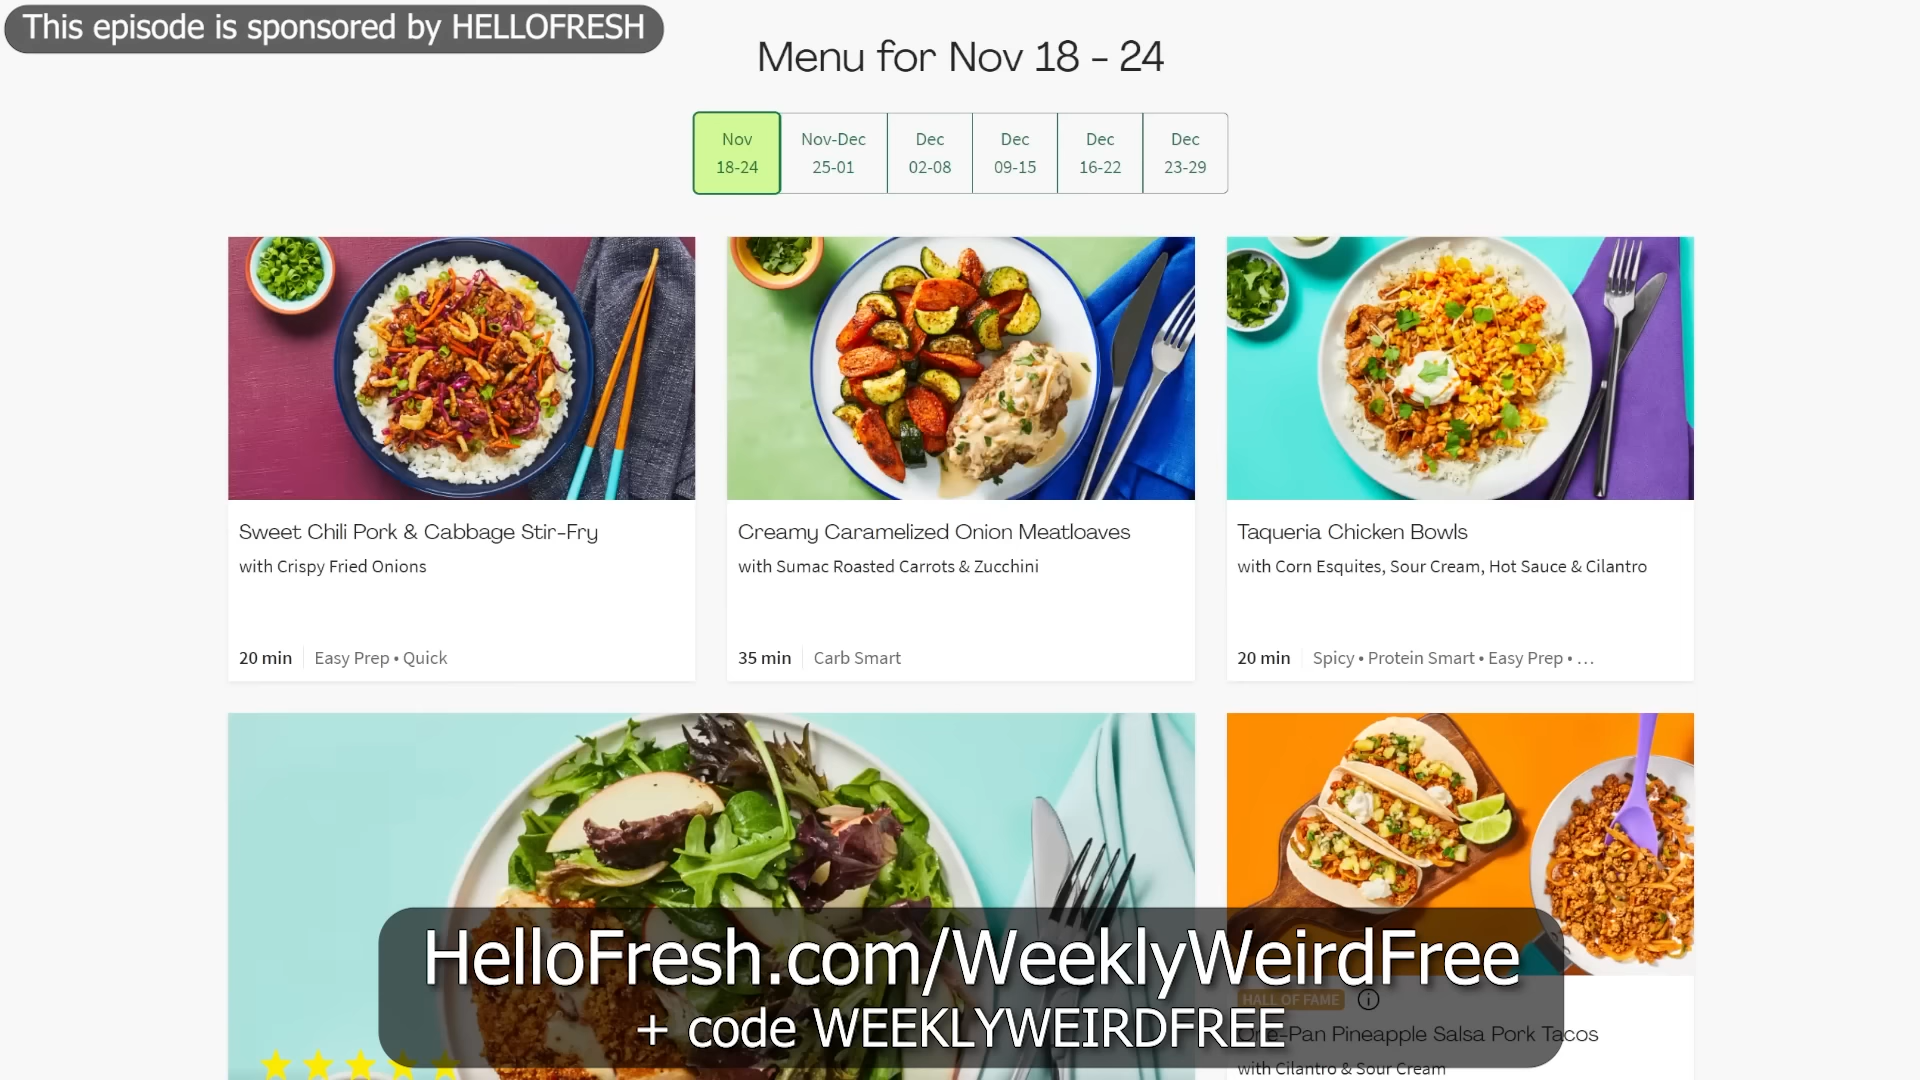 This episode is sponsored by HELLOFRESH
Menu for Nov 18 - 24
Nov
18-24
Nov-Dec
25-01
Dec
02-08
Dec
09-15
Dec
16-22
Dec
23-29
Sweet Chili Pork & Cabbage Stir-Fry
with Crispy Fried Onions
20 min Easy Prep • Quick
Creamy Caramelized Onion Meatloaves
with Sumac Roasted Carrots & Zucchini
35 min Carb Smart
Taqueria Chicken Bowls
with Corn Esquites, Sour Cream, Hot Sauce & Cilantro
20 min Spicy • Protein Smart • Easy Prep • ...
HelloFresh.com/WeeklyWeirdFree
+ code WEEKLYWEIRDFREE
HALL OF FAME
One-Pan Pineapple Salsa Pork Tacos
with Cilantro & Sour Cream